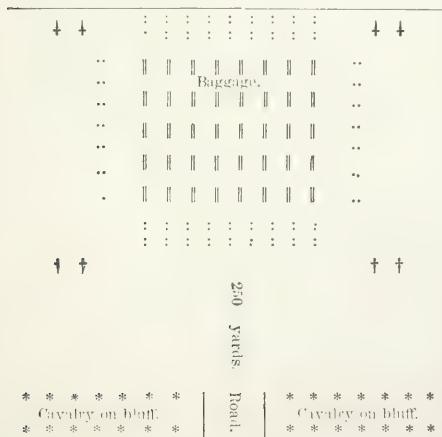 Baggage.
250 yards.
Road.
Cavalry on bluff.
Cavalry on bluff.